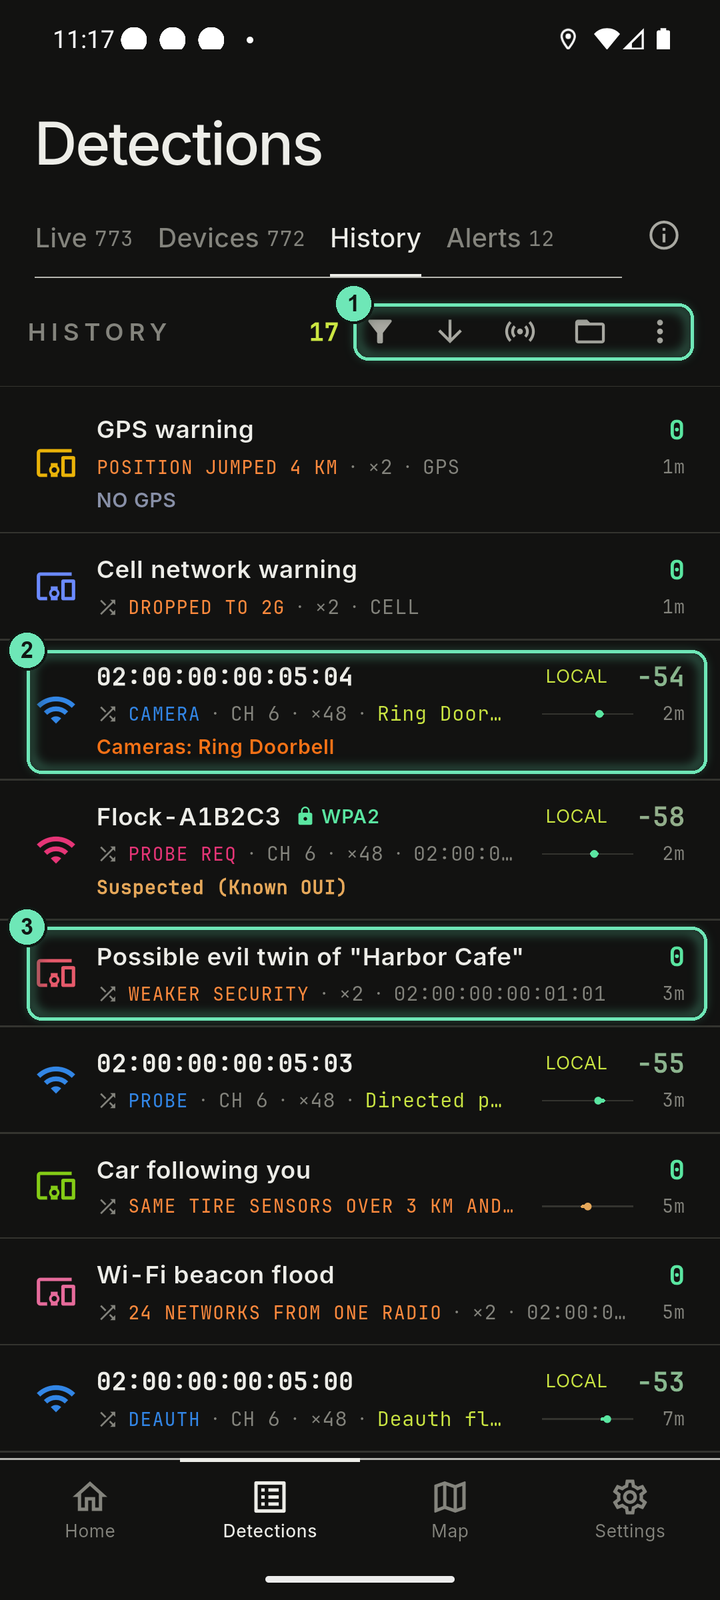 11:17
Detections
Live 773 Devices 772 History Alerts 12
1
HISTORY 17
GPS warning 0
POSITION JUMPED 4 KM · ×2 · GPS 1m
NO GPS
Cell network warning 0
DROPPED TO 2G · ×2 · CELL 1m
2
02:00:00:00:05:04 LOCAL -54
CAMERA · CH 6 · ×48 · Ring Door… 2m
Cameras: Ring Doorbell
Flock-A1B2C3 WPA2 LOCAL -58
PROBE REQ · CH 6 · ×48 · 02:00:0… 2m
Suspected (Known OUI)
3
Possible evil twin of "Harbor Cafe" 0
WEAKER SECURITY · ×2 · 02:00:00:00:01:01 3m
02:00:00:00:05:03 LOCAL -55
PROBE · CH 6 · ×48 · Directed p… 3m
Car following you 0
SAME TIRE SENSORS OVER 3 KM AND… 5m
Wi-Fi beacon flood 0
24 NETWORKS FROM ONE RADIO · ×2 · 02:00:0… 5m
02:00:00:00:05:00 LOCAL -53
DEAUTH · CH 6 · ×48 · Deauth fl… 7m
Home Detections Map Settings